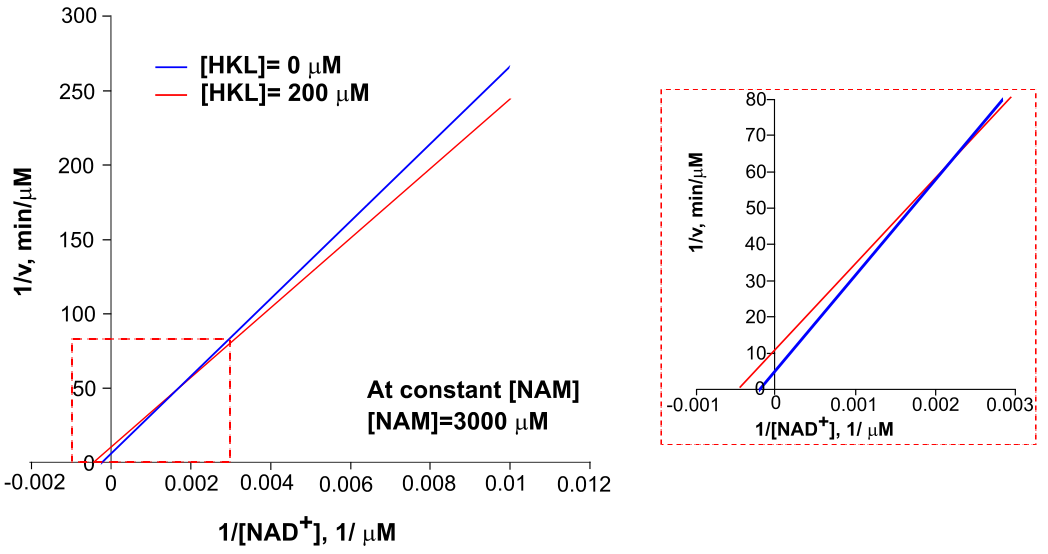 300
250
200
150
100
50
0
1/v, min/μM
[HKL]= 0 μM
[HKL]= 200 μM
At constant [NAM]
[NAM]=3000 μM
-0.002 0 0.002 0.004 0.006 0.008 0.01 0.012
1/[NAD⁺], 1/ μM
80
70
60
50
40
30
20
10
0
1/v, min/μM
-0.001 0 0.001 0.002 0.003
1/[NAD⁺], 1/ μM